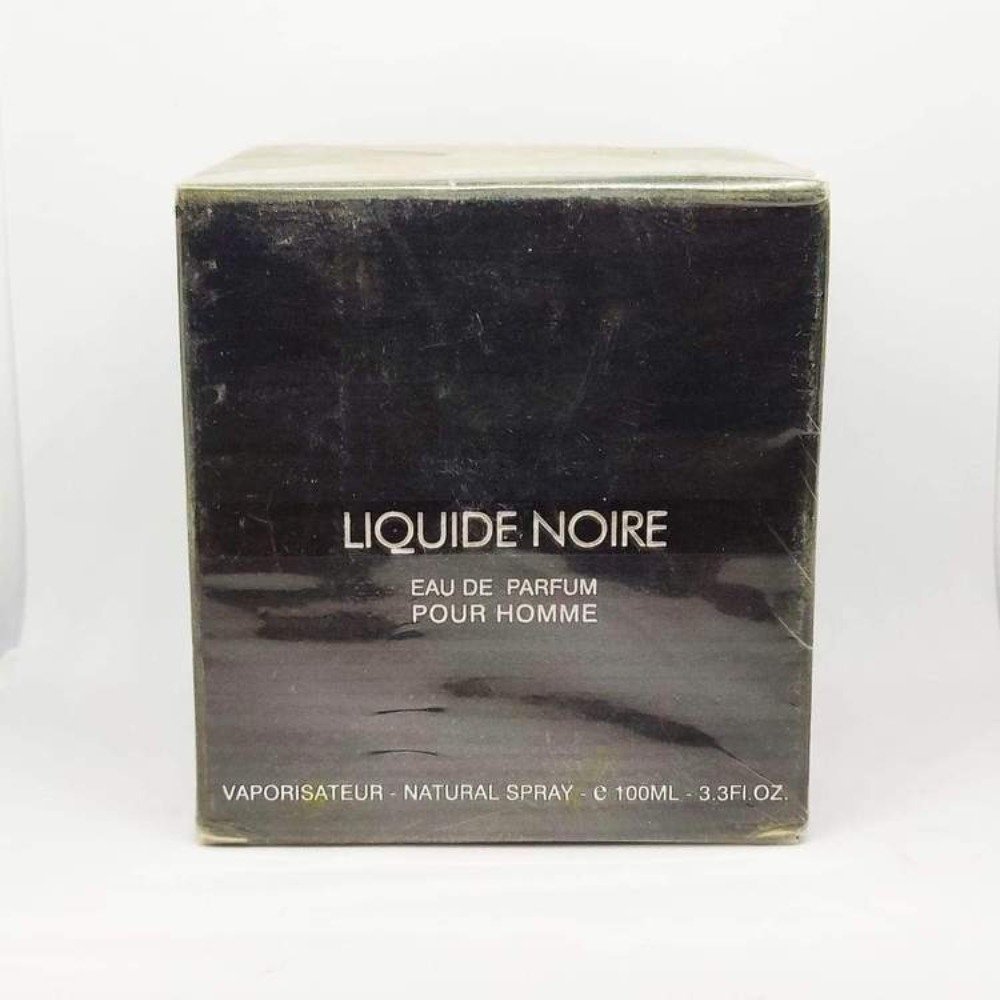 LIQUIDE NOIRE
EAU DE PARFUM
POUR HOMME
VAPORISATEUR - NATURAL SPRAY - e 100ML - 3.3Fl.OZ.